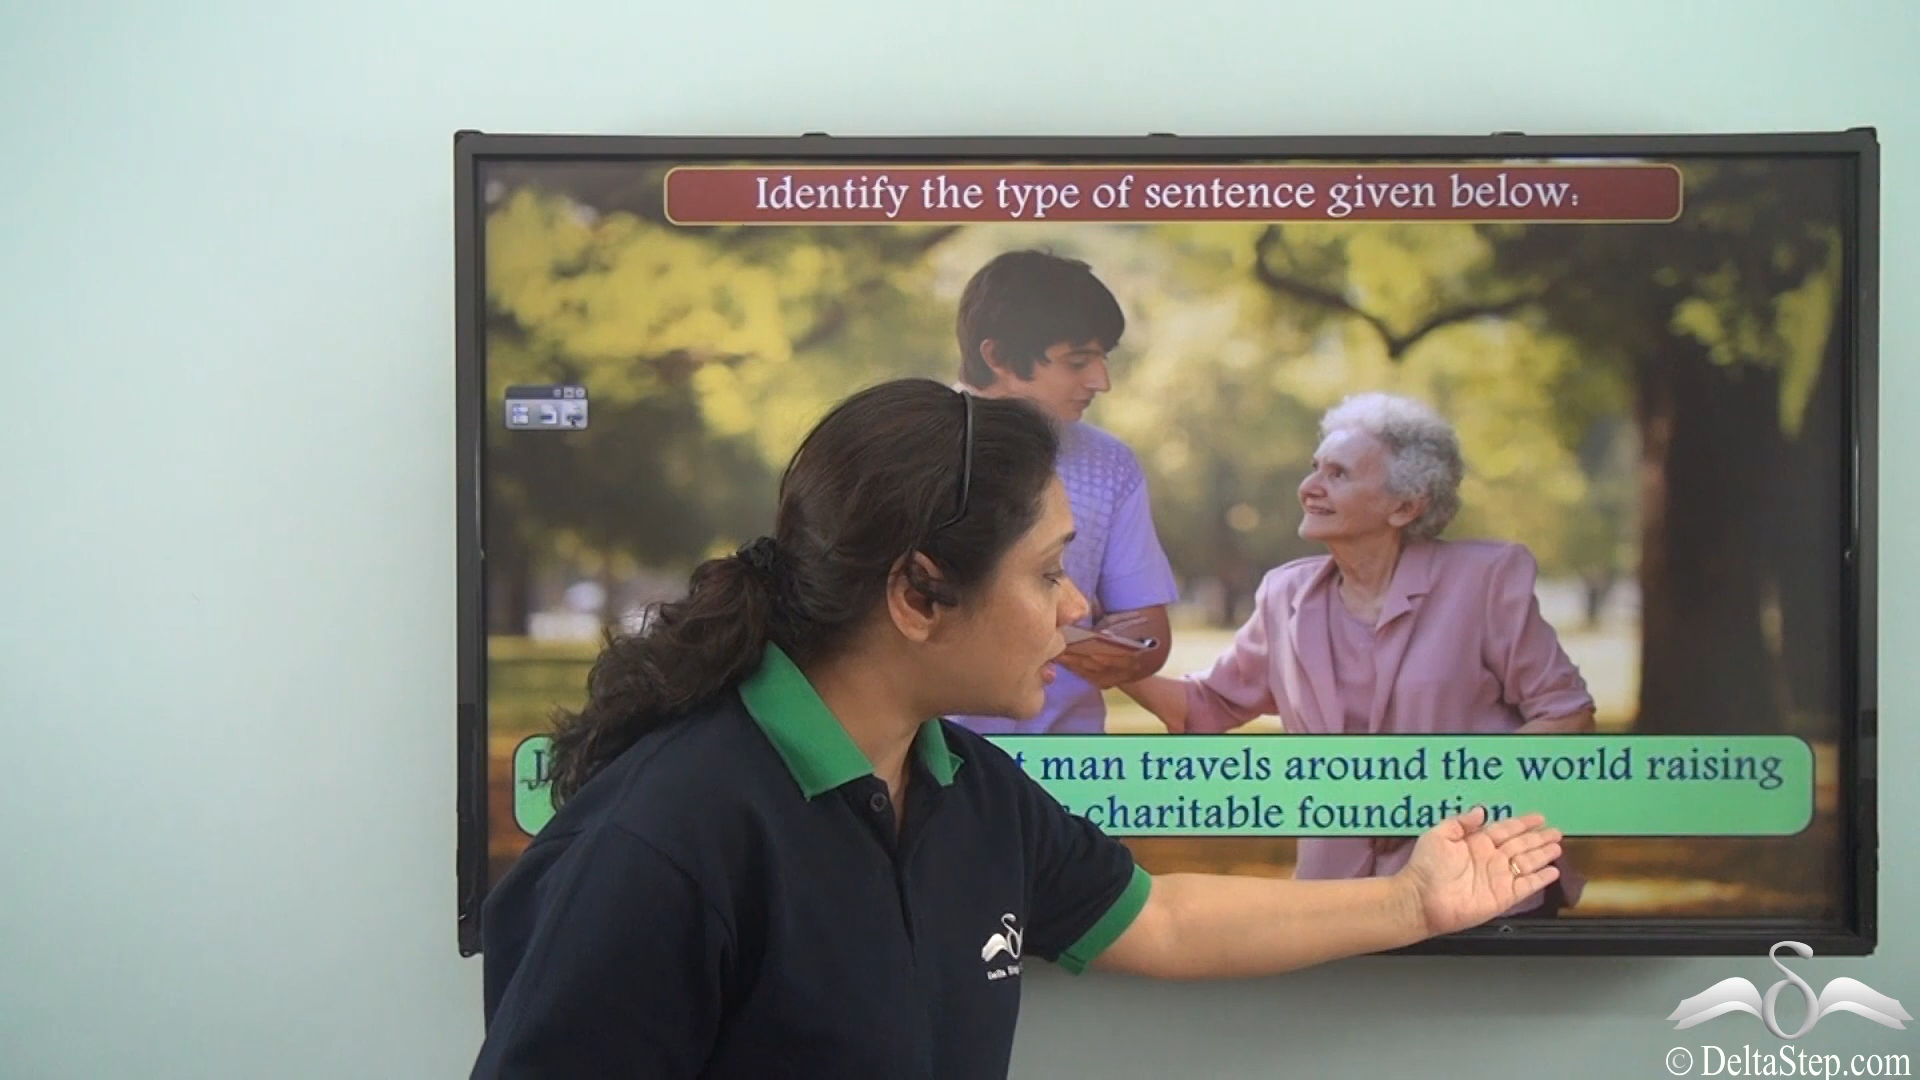 Identify the type of sentence given below:
man travels around the world raising
charitable foundation
© DeltaStep.com